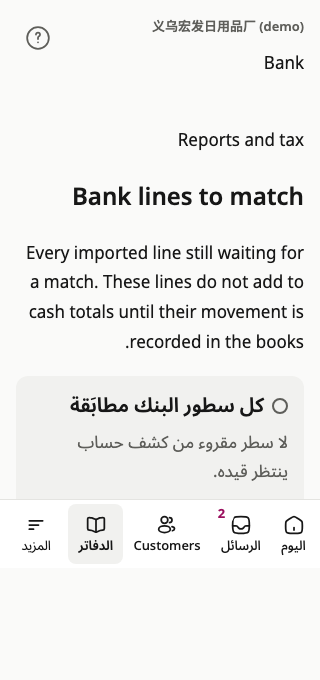 义乌宏发日用品厂 (demo)
Bank
Reports and tax
Bank lines to match
Every imported line still waiting for
a match. These lines do not add to
cash totals until their movement is
recorded in the books.
كل سطور البنك مطابَقة
لا سطر مقروء من كشف حساب
ينتظر قيده.
اليوم
2
الرسائل
Customers
الدفاتر
المزيد